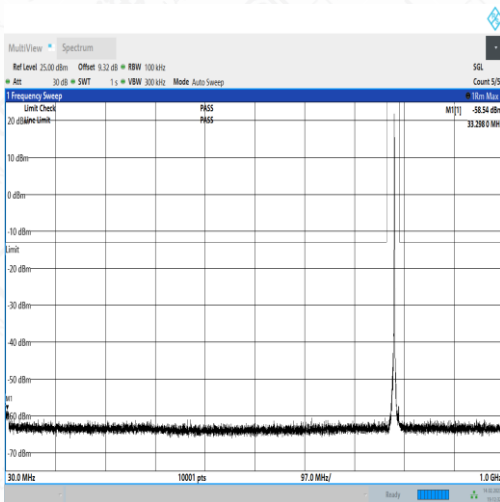 MultiView Spectrum
Ref Level 25.00 dBm Offset 9.32 dB RBW 100 kHz SGL
Att 30 dB SWT 1 s VBW 300 kHz Mode Auto Sweep Count 5/5
1 Frequency Sweep 1Rm Max
Limit Check PASS M1[1] -58.54 dBm
20 dBm Line Limit PASS 33.298 0 MH
10 dBm
0 dBm
-10 dBm
Limit
-20 dBm
-30 dBm
-40 dBm
-50 dBm
M1
-60 dBm
-70 dBm
30.0 MHz 10001 pts 97.0 MHz/ 1.0 GHz
Ready